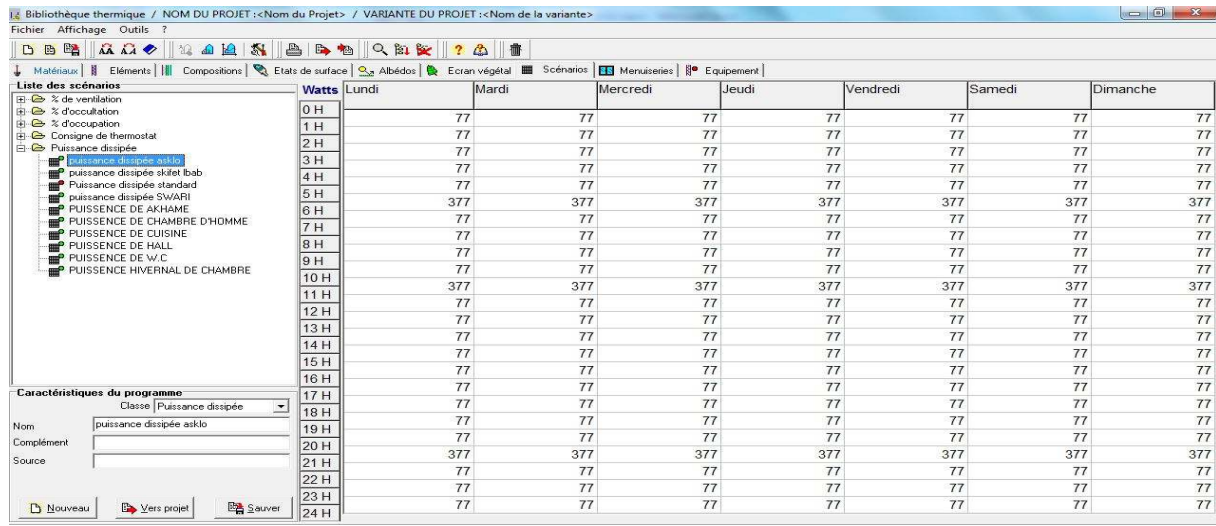 Bibliothèque thermique / NOM DU PROJET :<Nom du Projet> / VARIANTE DU PROJET :<Nom de la variante>
Fichier Affichage Outils ?
Matériaux Eléments Compositions Etats de surface Albédos Ecran végétal Scénarios Menuiseries Equipement
Liste des scénarios
% de ventilation
% d'occultation
% d'occupation
Consigne de thermostat
Puissance dissipée
puissance dissipée asklo
puissance dissipée skifet lbab
Puissance dissipée standard
puissance dissipée SWARI
PUISSENCE DE AKHAME
PUISSENCE DE CHAMBRE D'HOMME
PUISSENCE DE CUISINE
PUISSENCE DE HALL
PUISSENCE DE W.C
PUISSENCE HIVERNAL DE CHAMBRE
Caractéristiques du programme
Classe Puissance dissipée
Nom puissance dissipée asklo
Complément
Source
Nouveau Vers projet Sauver
Watts Lundi Mardi Mercredi Jeudi Vendredi Samedi Dimanche
0 H
77 77 77 77 77 77 77
1 H
77 77 77 77 77 77 77
2 H
77 77 77 77 77 77 77
3 H
77 77 77 77 77 77 77
4 H
77 77 77 77 77 77 77
5 H
377 377 377 377 377 377 377
6 H
77 77 77 77 77 77 77
7 H
77 77 77 77 77 77 77
8 H
77 77 77 77 77 77 77
9 H
77 77 77 77 77 77 77
10 H
377 377 377 377 377 377 377
11 H
77 77 77 77 77 77 77
12 H
77 77 77 77 77 77 77
13 H
77 77 77 77 77 77 77
14 H
77 77 77 77 77 77 77
15 H
77 77 77 77 77 77 77
16 H
77 77 77 77 77 77 77
17 H
77 77 77 77 77 77 77
18 H
77 77 77 77 77 77 77
19 H
77 77 77 77 77 77 77
20 H
377 377 377 377 377 377 377
21 H
77 77 77 77 77 77 77
22 H
77 77 77 77 77 77 77
23 H
77 77 77 77 77 77 77
24 H